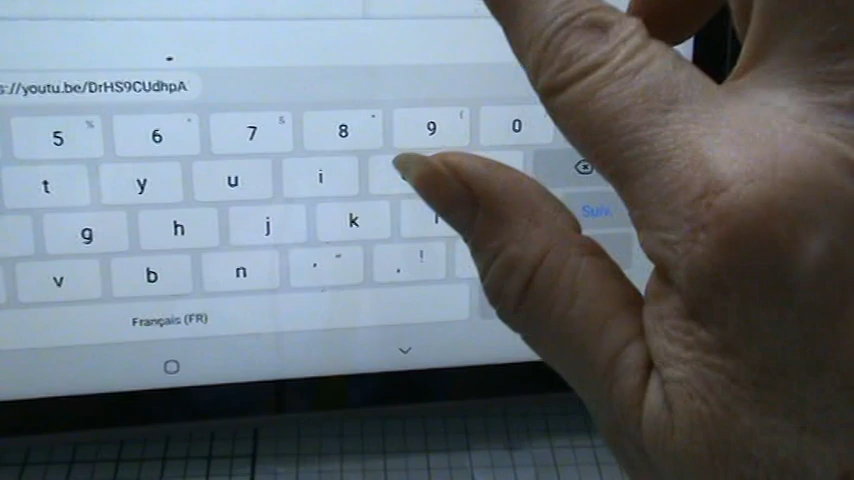 s://youtu.be/DrHS9CUdhpA
5 % 6 ^ 7 & 8 * 9 ( 0
t y u i
g h j k Suiv.
v b n ' " , !
Français (FR)